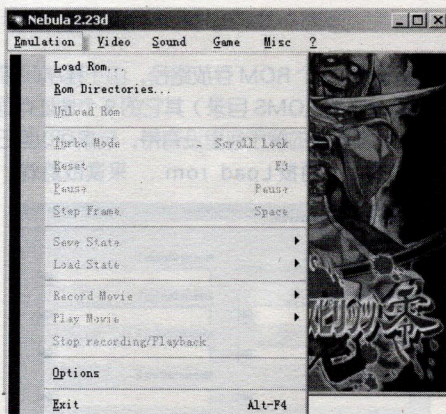 Nebula 2.23d
Emulation Video Sound Game Misc ?
Load Rom...
Rom Directories...
Unload Rom
Turbo Mode Scroll Lock
Reset F3
Pause Pause
Step Frame Space
Save State
Load State
Record Movie
Play Movie
Stop recording/Playback
Options
Exit Alt-F4